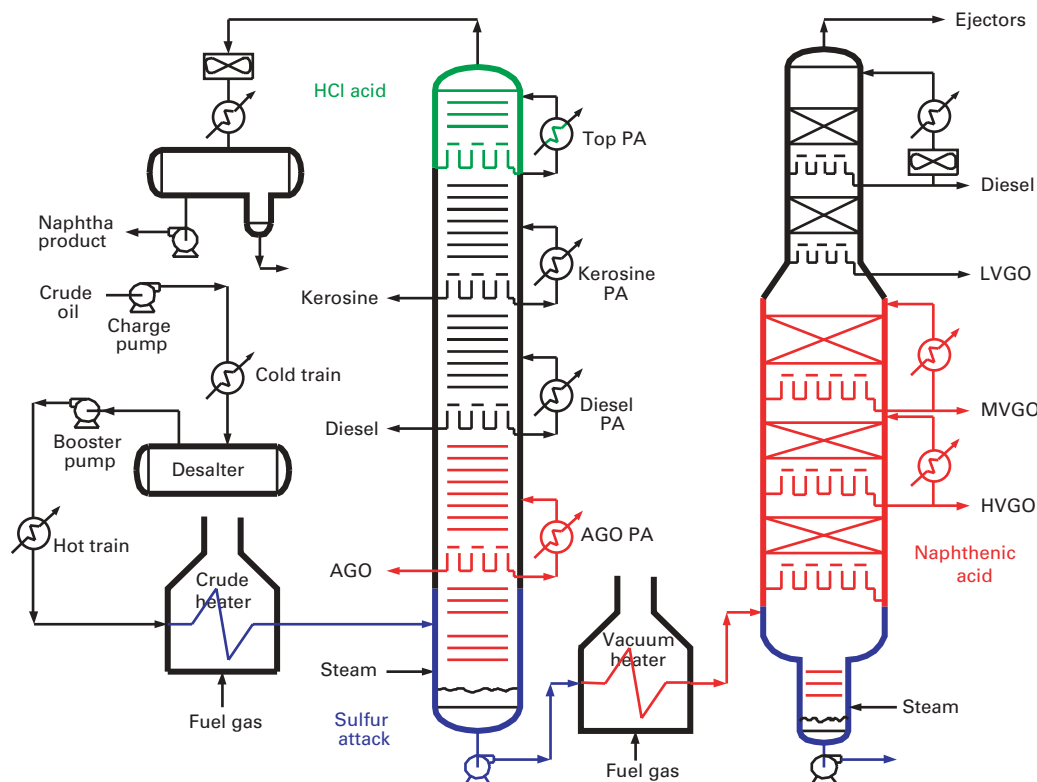 Ejectors
HCl acid
Top PA
Diesel
Naphtha
product
LVGO
Kerosine
PA
Kerosine
Crude
oil
Charge
pump
Cold train
Diesel
PA
MVGO
Diesel
Booster
pump
Desalter
HVGO
Hot train
AGO PA
Naphthenic
acid
AGO
Crude
heater
Vacuum
heater
Steam
Steam
Fuel gas
Sulfur
attack
Fuel gas